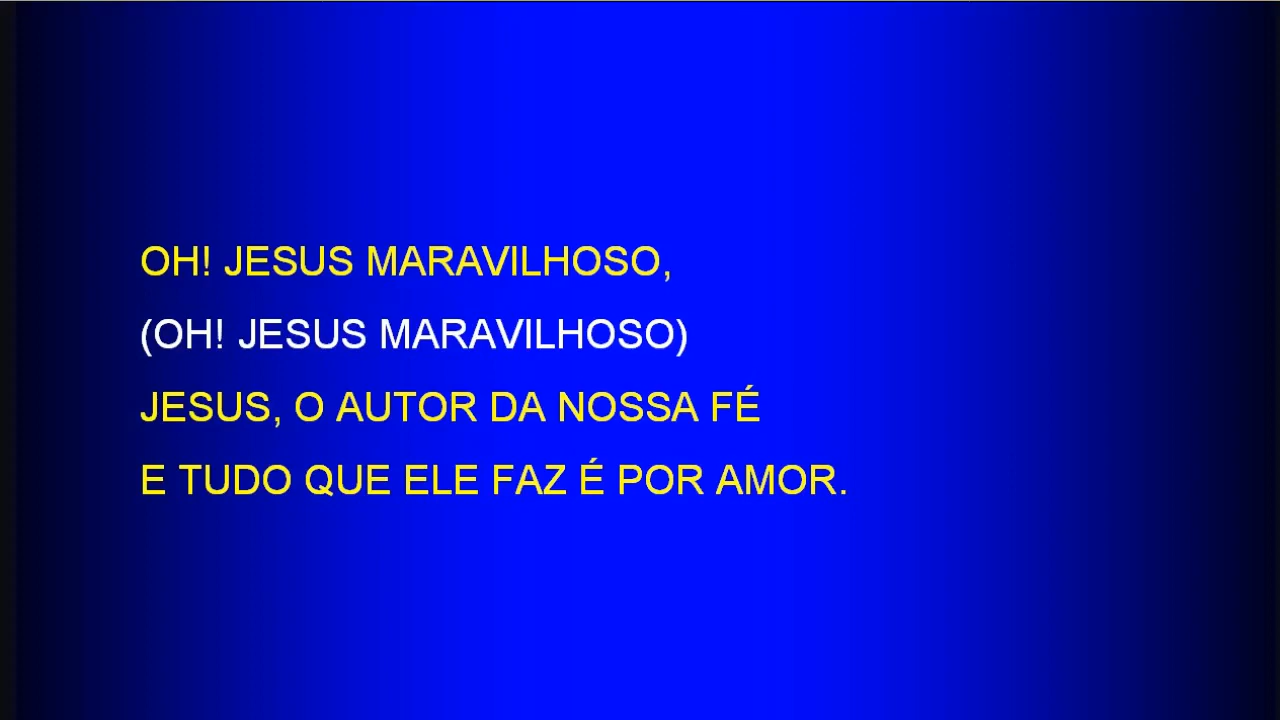 OH! JESUS MARAVILHOSO,
(OH! JESUS MARAVILHOSO)
JESUS, O AUTOR DA NOSSA FÉ
E TUDO QUE ELE FAZ É POR AMOR.